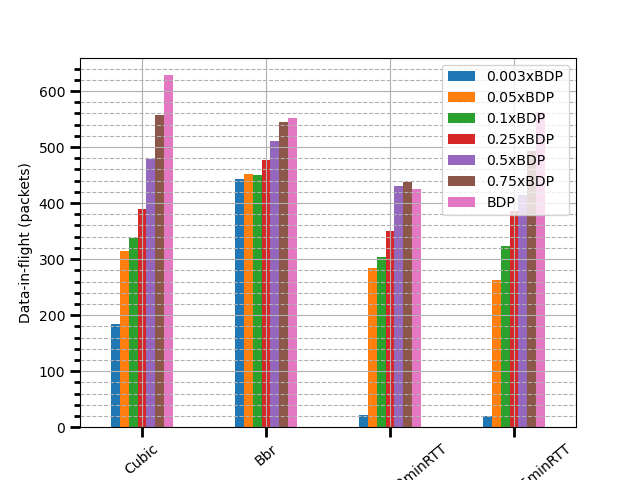 0.003xBDP
0.05xBDP
0.1xBDP
0.25xBDP
0.5xBDP
0.75xBDP
BDP
Data-in-flight (packets)
600
500
400
300
200
100
0
Cubic
Bbr
minRTT
minRTT